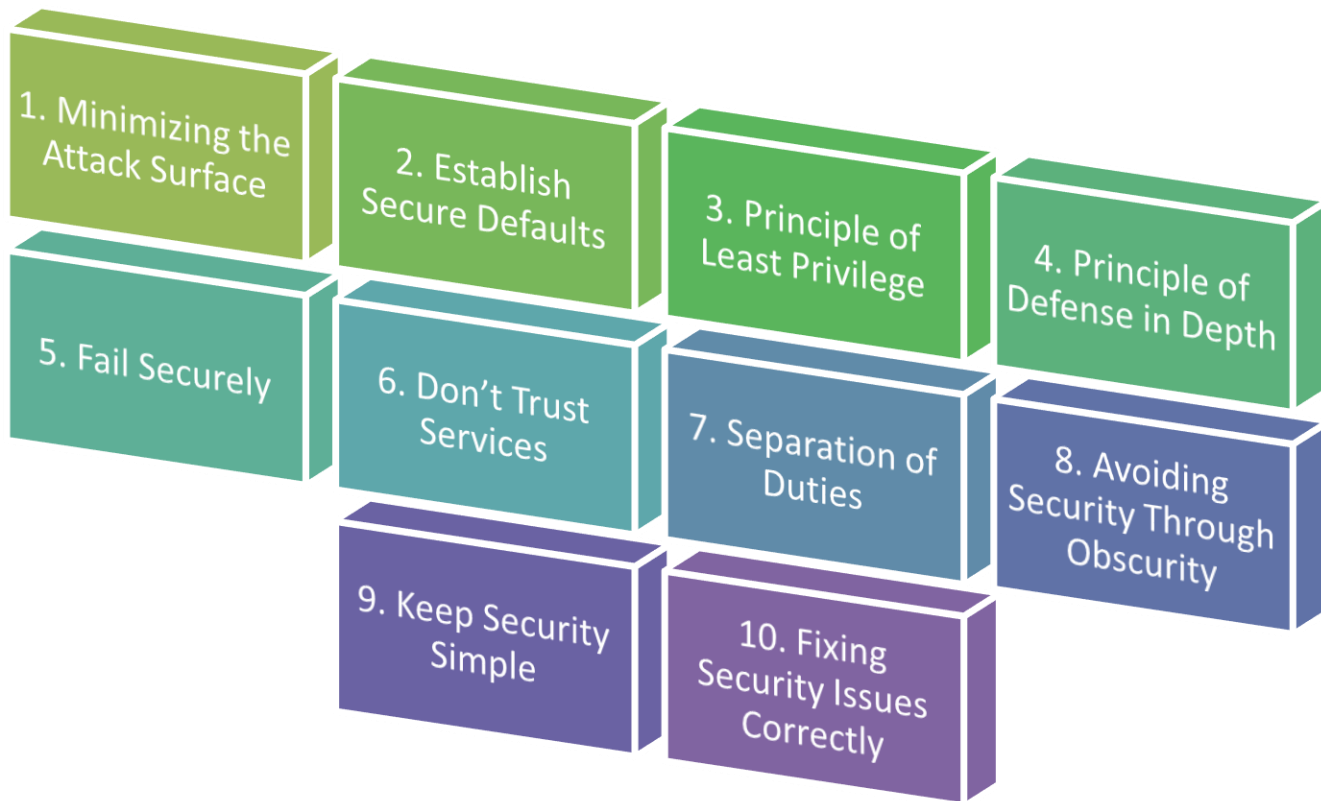 1. Minimizing the
Attack Surface
2. Establish
Secure Defaults
3. Principle of
Least Privilege
4. Principle of
Defense in Depth
5. Fail Securely
6. Don’t Trust
Services
7. Separation of
Duties
8. Avoiding
Security Through
Obscurity
9. Keep Security
Simple
10. Fixing
Security Issues
Correctly